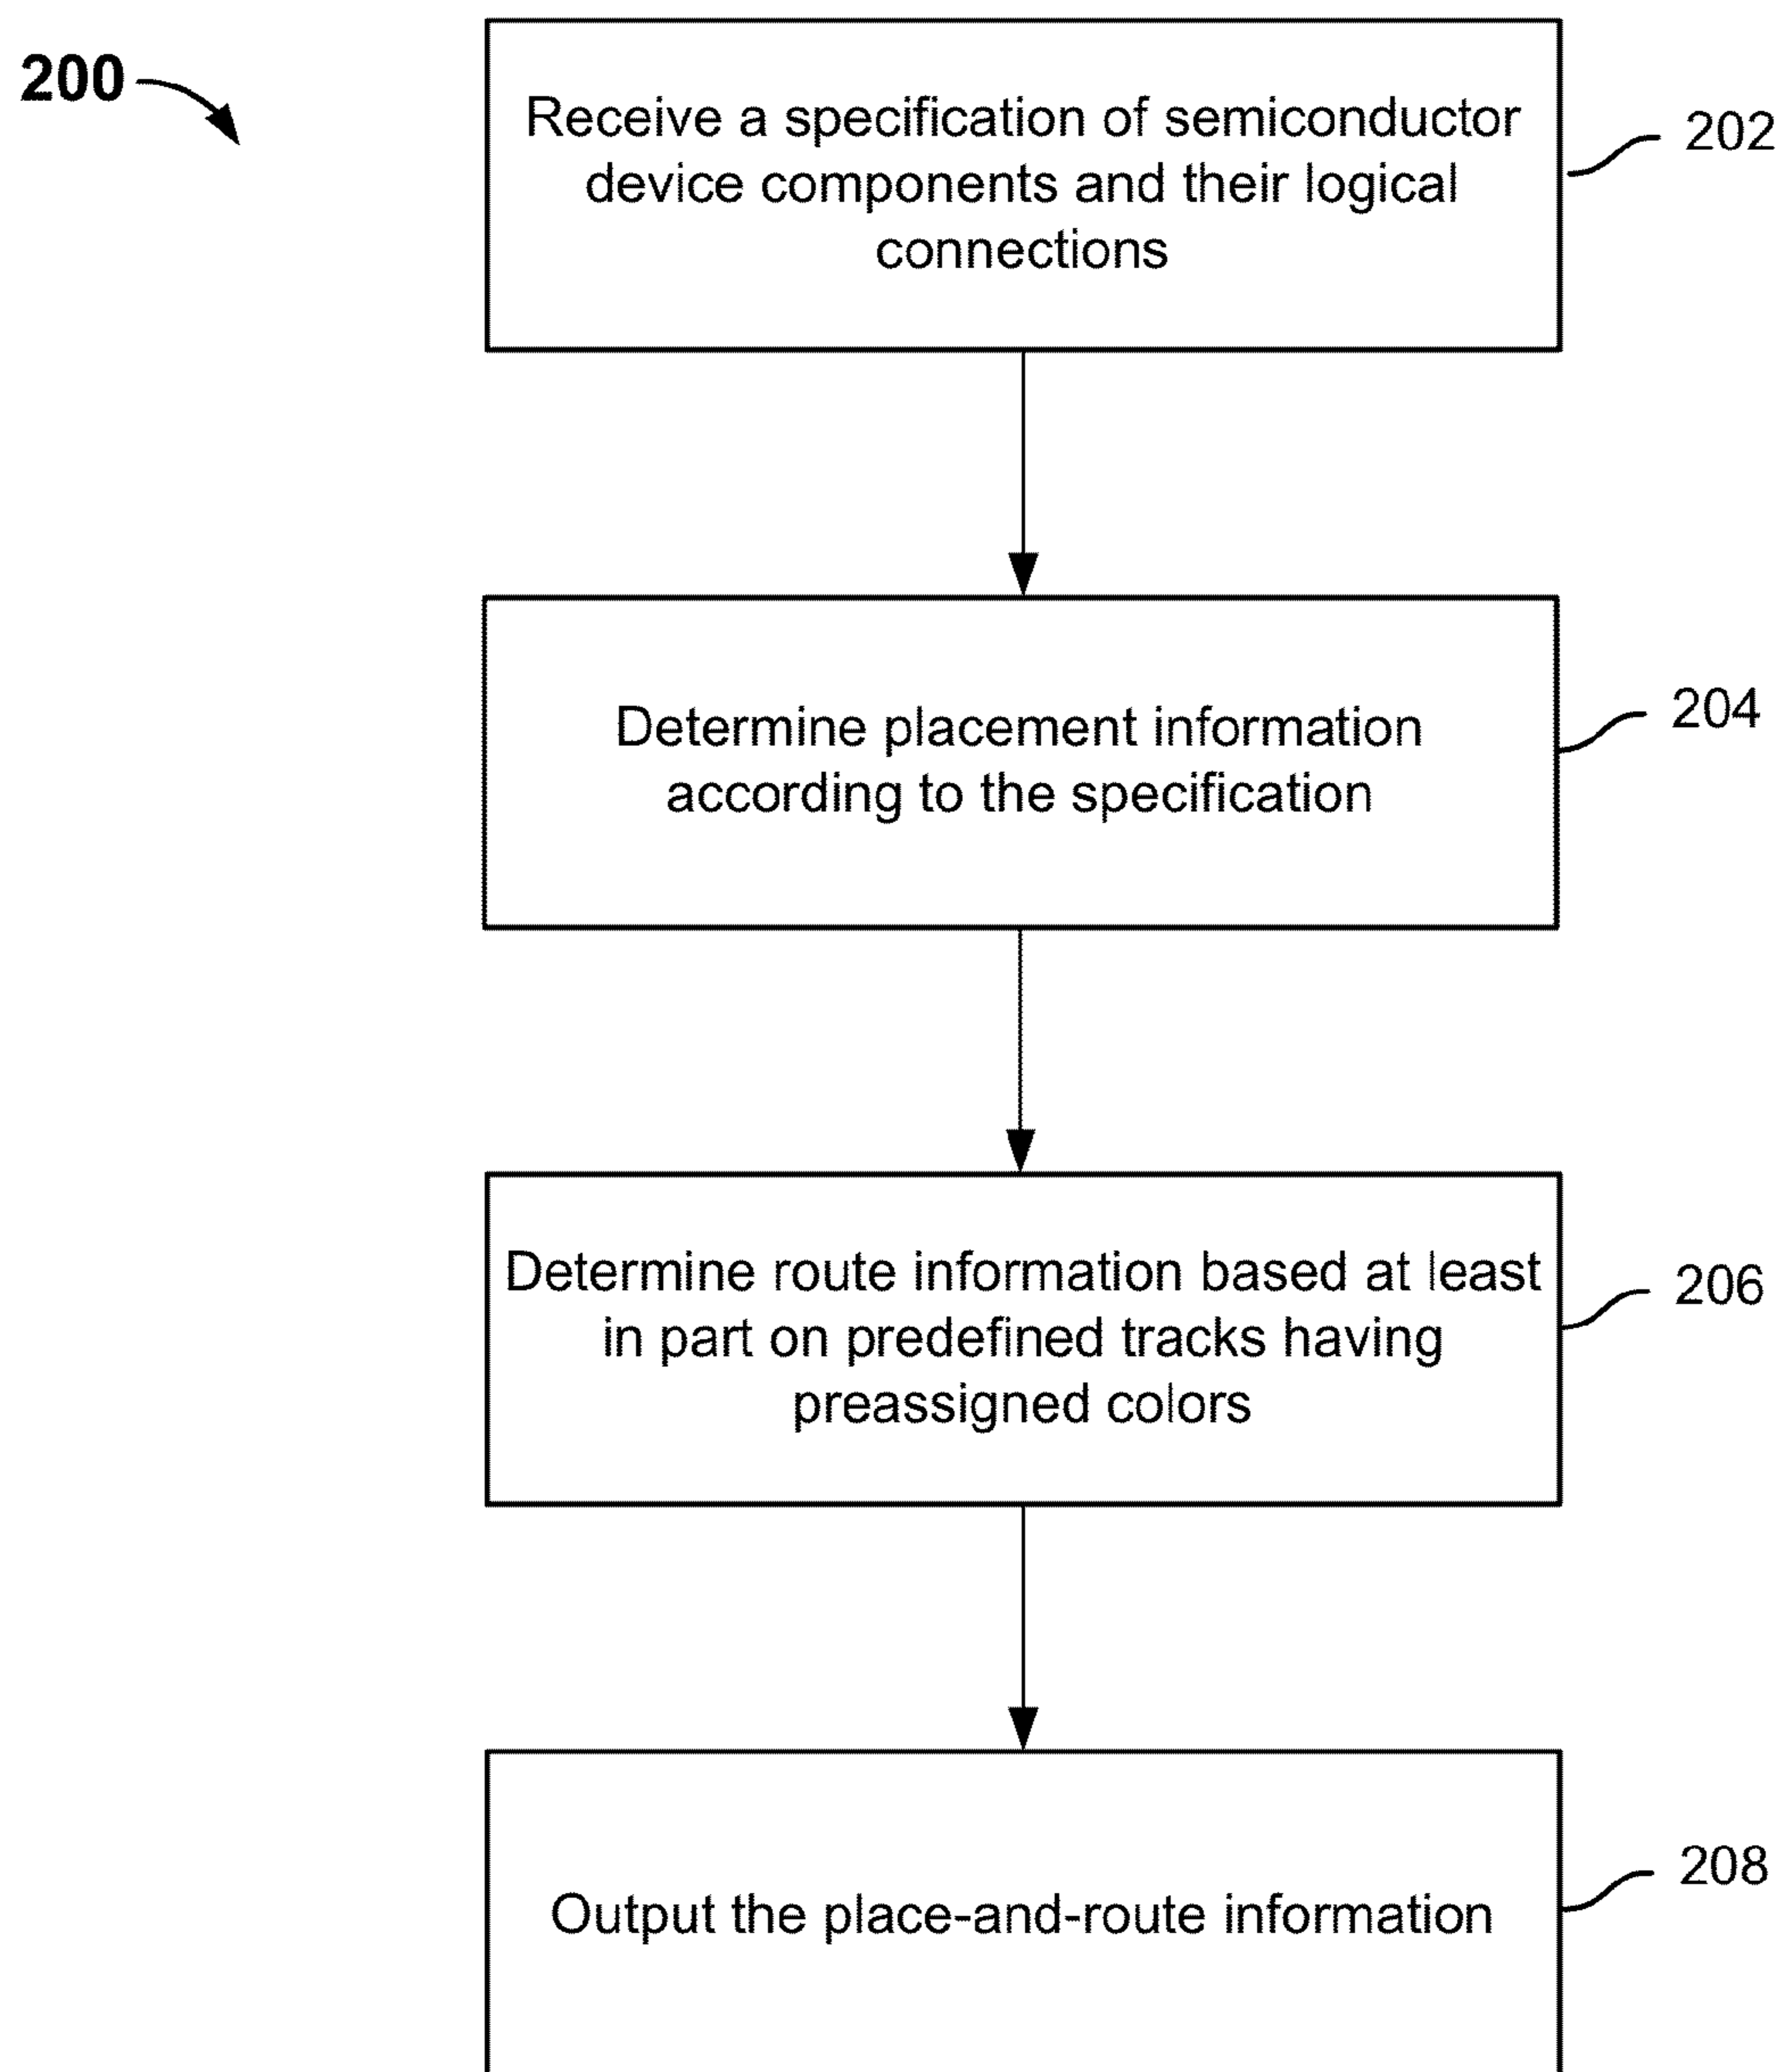 200
Receive a specification of semiconductor
device components and their logical
connections
202
Determine placement information
according to the specification
204
Determine route information based at least
in part on predefined tracks having
preassigned colors
206
Output the place-and-route information
208